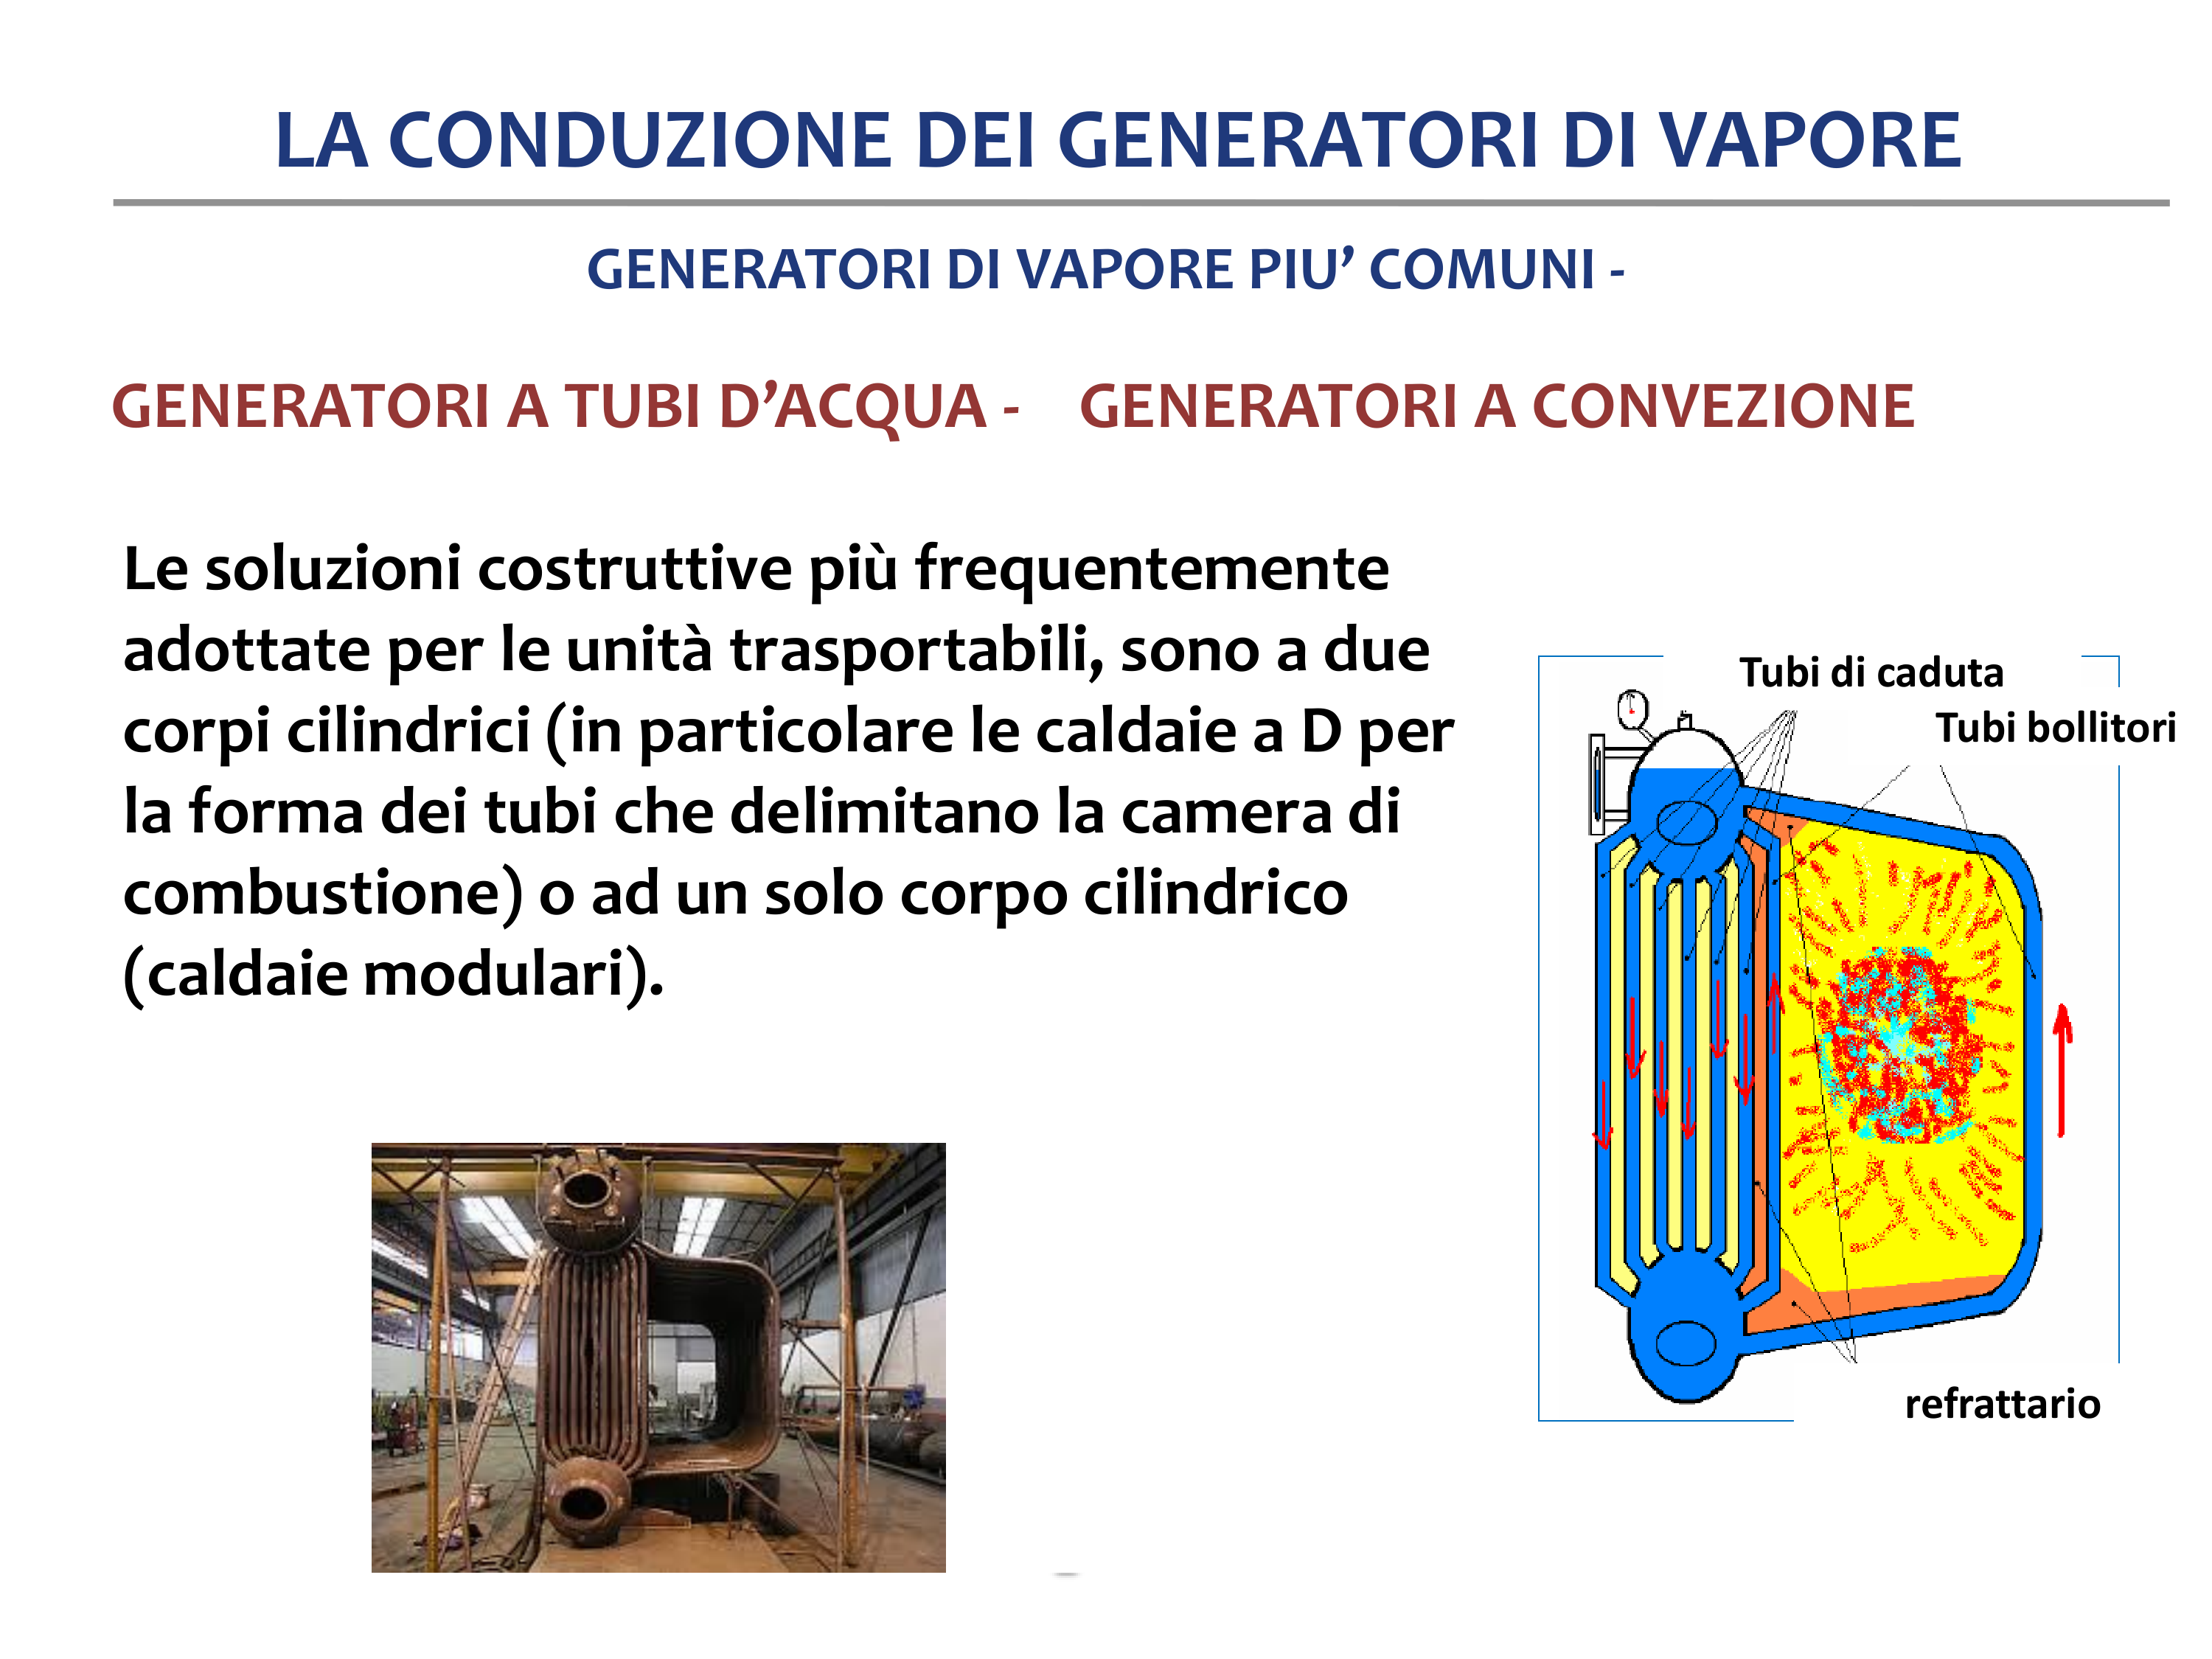 LA CONDUZIONE DEI GENERATORI DI VAPORE
GENERATORI DI VAPORE PIU’ COMUNI -
GENERATORI A TUBI D’ACQUA - GENERATORI A CONVEZIONE
Le soluzioni costruttive più frequentemente
adottate per le unità trasportabili, sono a due
corpi cilindrici (in particolare le caldaie a D per
la forma dei tubi che delimitano la camera di
combustione) o ad un solo corpo cilindrico
(caldaie modulari).
Tubi di caduta
Tubi bollitori
refrattario